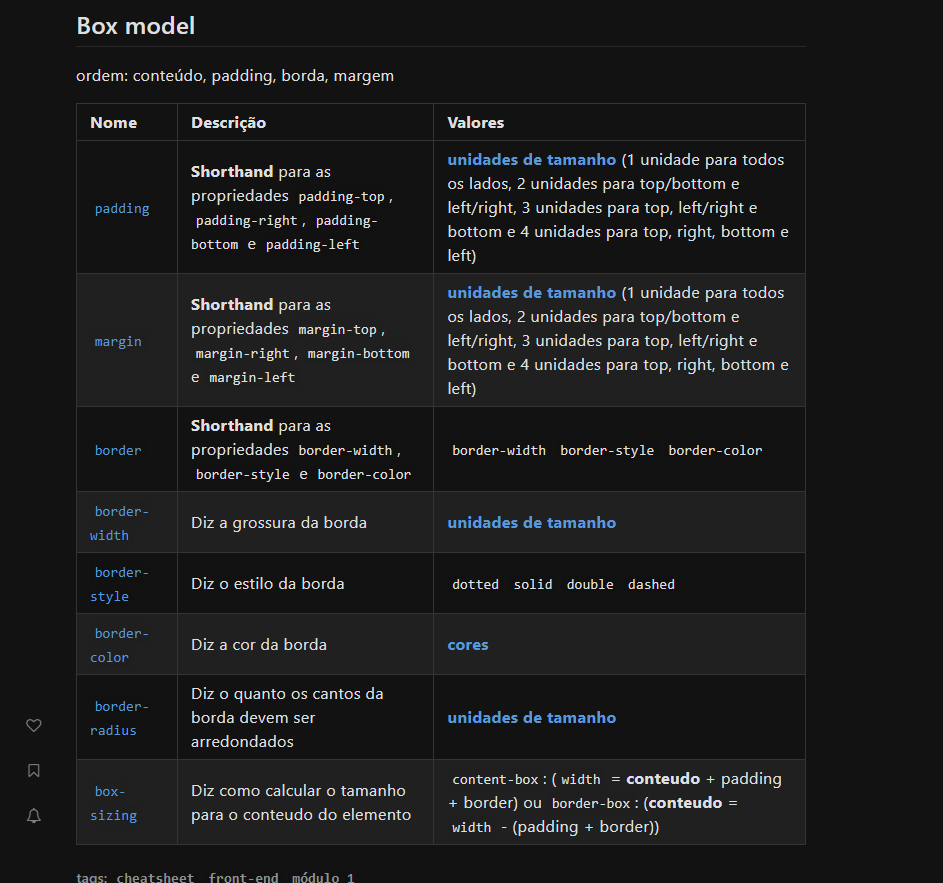 Box model
ordem: conteúdo, padding, borda, margem
Nome
Descrição
Valores
padding
Shorthand para as
propriedades padding-top,
padding-right, padding-
bottom e padding-left
unidades de tamanho (1 unidade para todos
os lados, 2 unidades para top/bottom e
left/right, 3 unidades para top, left/right e
bottom e 4 unidades para top, right, bottom e
left)
margin
Shorthand para as
propriedades margin-top,
margin-right, margin-bottom
e margin-left
unidades de tamanho (1 unidade para todos
os lados, 2 unidades para top/bottom e
left/right, 3 unidades para top, left/right e
bottom e 4 unidades para top, right, bottom e
left)
border
Shorthand para as
propriedades border-width,
border-style e border-color
border-width border-style border-color
border-
width
Diz a grossura da borda
unidades de tamanho
border-
style
Diz o estilo da borda
dotted solid double dashed
border-
color
Diz a cor da borda
cores
border-
radius
Diz o quanto os cantos da
borda devem ser
arredondados
unidades de tamanho
box-
sizing
Diz como calcular o tamanho
para o conteudo do elemento
content-box: ( width = conteudo + padding
+ border) ou border-box: (conteudo =
width - (padding + border))
tags: cheatsheet front-end módulo 1